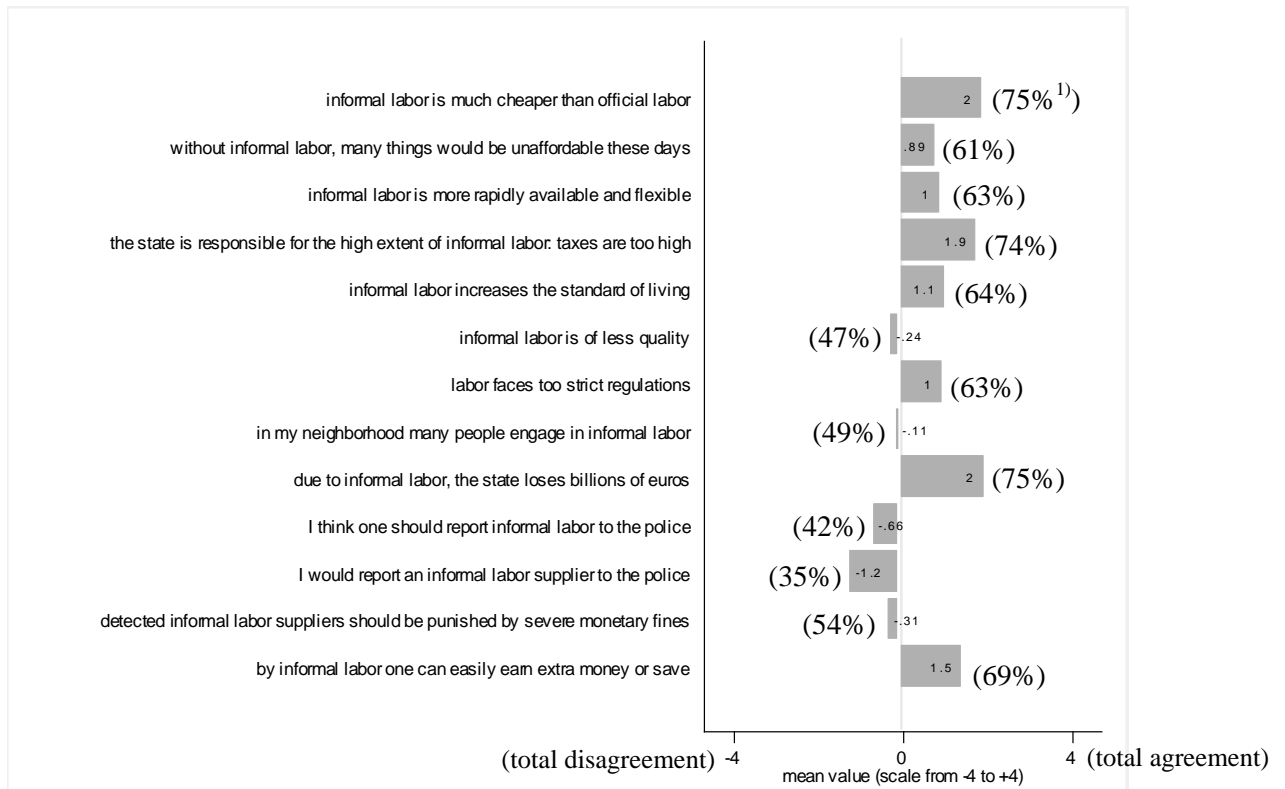 informal labor is much cheaper than official labor 2 (75%¹⁾)
without informal labor, many things would be unaffordable these days .89 (61%)
informal labor is more rapidly available and flexible 1 (63%)
the state is responsible for the high extent of informal labor: taxes are too high 1.9 (74%)
informal labor increases the standard of living 1.1 (64%)
informal labor is of less quality (47%) -.24
labor faces too strict regulations 1 (63%)
in my neighborhood many people engage in informal labor (49%) -.11
due to informal labor, the state loses billions of euros 2 (75%)
I think one should report informal labor to the police (42%) -.66
I would report an informal labor supplier to the police (35%) -1.2
detected informal labor suppliers should be punished by severe monetary fines (54%) -.31
by informal labor one can easily earn extra money or save 1.5 (69%)
(total disagreement) -4 0 4 (total agreement)
mean value (scale from -4 to +4)